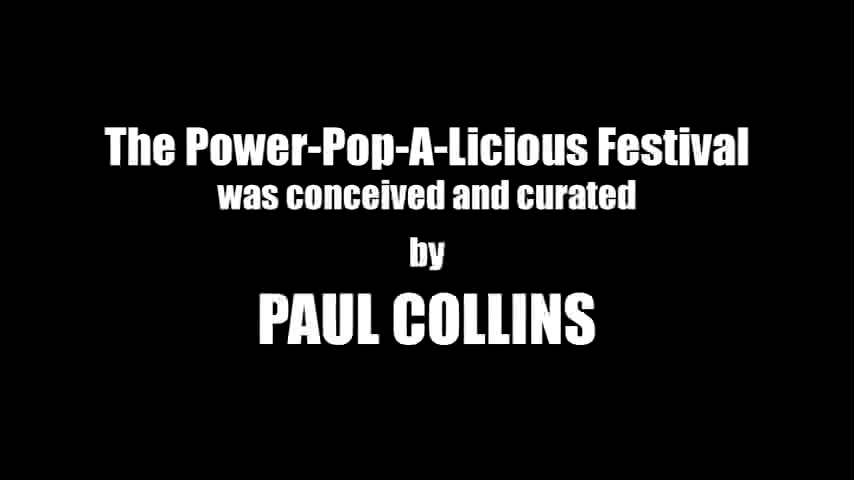 The Power-Pop-A-Licious Festival
was conceived and curated
by
PAUL COLLINS